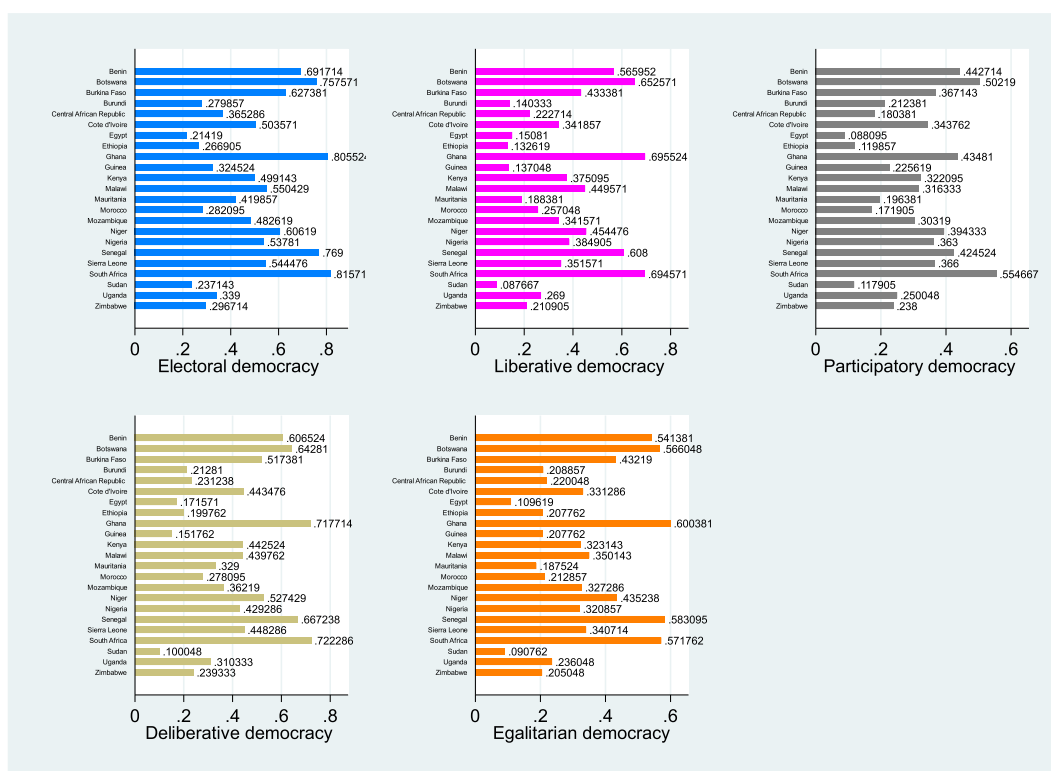 Benin .691714
Botswana .757571
Burkina Faso .627381
Burundi .279857
Central African Republic .365286
Cote d'Ivoire .503571
Egypt .21419
Ethiopia .266905
Ghana .805524
Guinea .324524
Kenya .499143
Malawi .550429
Mauritania .419857
Morocco .282095
Mozambique .482619
Niger .60619
Nigeria .53781
Senegal .769
Sierra Leone .544476
South Africa .81571
Sudan .237143
Uganda .339
Zimbabwe .296714
0 .2 .4 .6 .8
Electoral democracy
Benin .565952
Botswana .652571
Burkina Faso .433381
Burundi .140333
Central African Republic .222714
Cote d'Ivoire .341857
Egypt .15081
Ethiopia .132619
Ghana .695524
Guinea .137048
Kenya .375095
Malawi .449571
Mauritania .188381
Morocco .257048
Mozambique .341571
Niger .454476
Nigeria .384905
Senegal .608
Sierra Leone .351571
South Africa .694571
Sudan .087667
Uganda .269
Zimbabwe .210905
0 .2 .4 .6 .8
Liberative democracy
Benin .442714
Botswana .50219
Burkina Faso .367143
Burundi .212381
Central African Republic .180381
Cote d'Ivoire .343762
Egypt .088095
Ethiopia .119857
Ghana .43481
Guinea .225619
Kenya .322095
Malawi .316333
Mauritania .196381
Morocco .171905
Mozambique .30319
Niger .394333
Nigeria .363
Senegal .424524
Sierra Leone .366
South Africa .554667
Sudan .117905
Uganda .250048
Zimbabwe .238
0 .2 .4 .6
Participatory democracy
Benin .606524
Botswana .64281
Burkina Faso .517381
Burundi .21281
Central African Republic .231238
Cote d'Ivoire .443476
Egypt .171571
Ethiopia .199762
Ghana .717714
Guinea .151762
Kenya .442524
Malawi .439762
Mauritania .329
Morocco .278095
Mozambique .36219
Niger .527429
Nigeria .429286
Senegal .667238
Sierra Leone .448286
South Africa .722286
Sudan .100048
Uganda .310333
Zimbabwe .239333
0 .2 .4 .6 .8
Deliberative democracy
Benin .541381
Botswana .566048
Burkina Faso .43219
Burundi .208857
Central African Republic .220048
Cote d'Ivoire .331286
Egypt .109619
Ethiopia .207762
Ghana .600381
Guinea .207762
Kenya .323143
Malawi .350143
Mauritania .187524
Morocco .212857
Mozambique .327286
Niger .435238
Nigeria .320857
Senegal .583095
Sierra Leone .340714
South Africa .571762
Sudan .090762
Uganda .236048
Zimbabwe .205048
0 .2 .4 .6
Egalitarian democracy